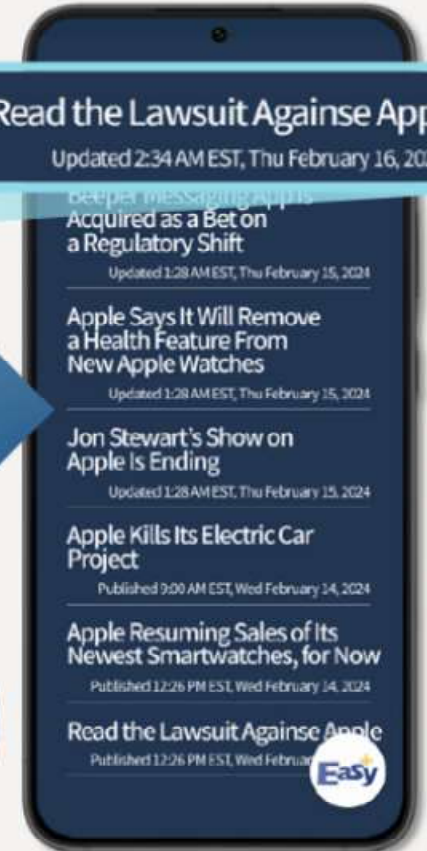 Read the Lawsuit Againse App
Updated 2:34 AM EST, Thu February 16, 202
Beeper Messaging App Is
Acquired as a Bet on
a Regulatory Shift
Updated 1:28 AM EST, Thu February 15, 2024
Apple Says It Will Remove
a Health Feature From
New Apple Watches
Updated 1:28 AM EST, Thu February 15, 2024
Jon Stewart's Show on
Apple Is Ending
Updated 1:28 AM EST, Thu February 15, 2024
Apple Kills Its Electric Car
Project
Published 9:00 AM EST, Wed February 14, 2024
Apple Resuming Sales of Its
Newest Smartwatches, for Now
Published 12:26 PM EST, Wed February 14, 2024
Read the Lawsuit Againse Apple
Published 12:26 PM EST, Wed Februar
Easy